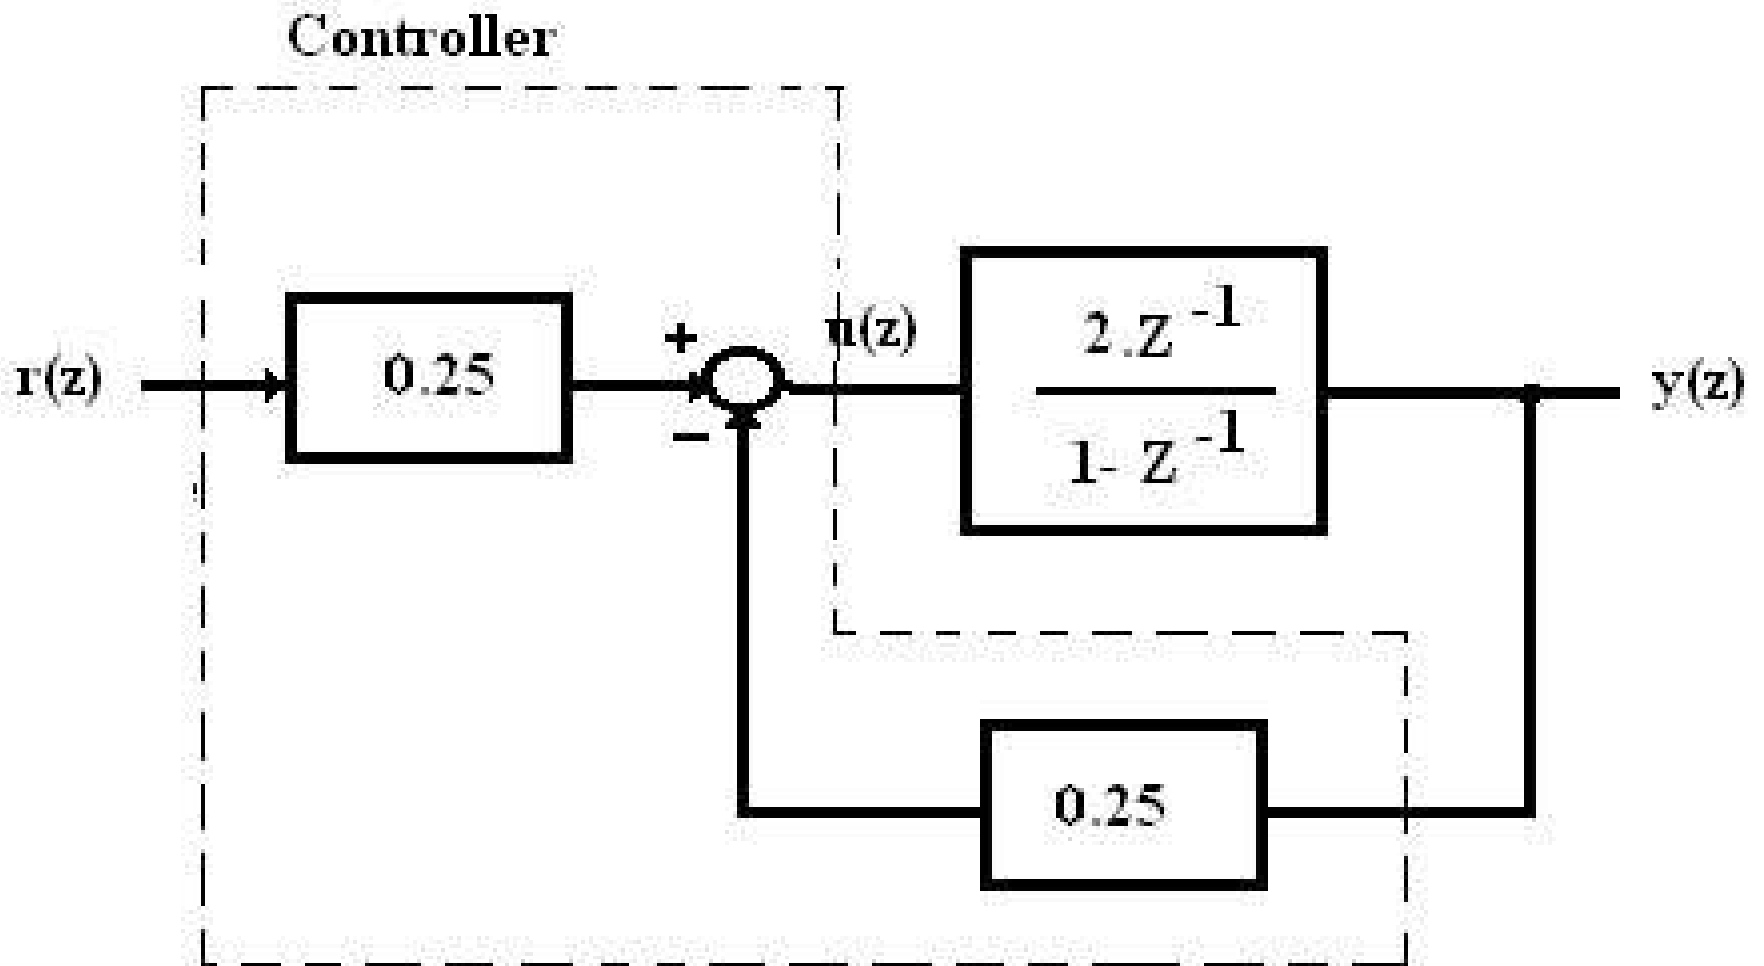 Controller
r(z)
0.25
+
−
u(z)
2.Z -1
1- Z -1
y(z)
0.25